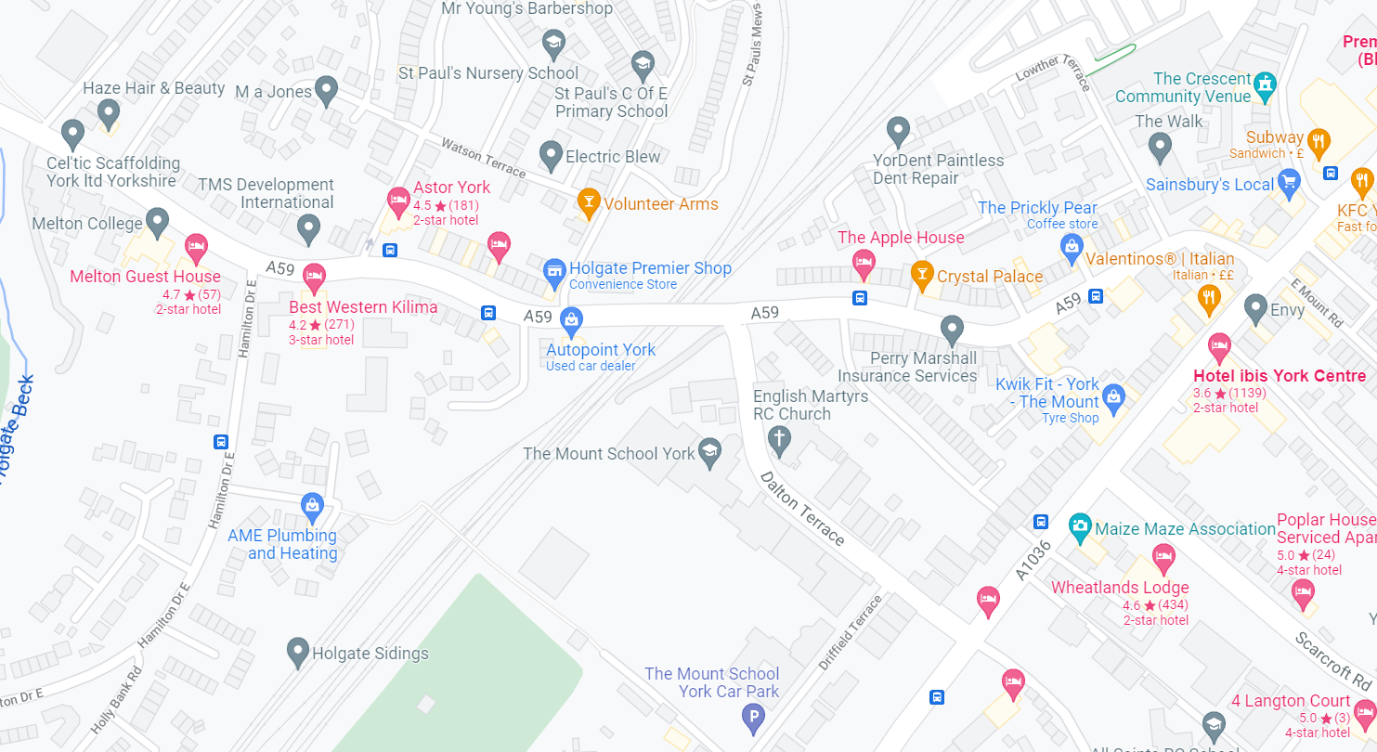 Mr Young's Barbershop
St Pauls Mews
Prem
(Bl
St Paul's Nursery School
St Paul's C Of E
Primary School
Haze Hair & Beauty
M a Jones
Lowther Terrace
The Crescent
Community Venue
The Walk
Subway
Sandwich • £
Cel'tic Scaffolding
York ltd Yorkshire
Watson Terrace
Electric Blew
YorDent Paintless
Dent Repair
Sainsbury's Local
TMS Development
International
Astor York
4.5 ★ (181)
2-star hotel
Volunteer Arms
The Prickly Pear
Coffee store
KFC Y
Fast fo
Melton College
The Apple House
Valentinos® | Italian
Italian • ££
Melton Guest House
4.7 ★ (57)
2-star hotel
A59
Holgate Premier Shop
Convenience Store
Crystal Palace
Best Western Kilima
4.2 ★ (271)
3-star hotel
A59
A59
A59
E Mount Rd
Envy
Hamilton Dr E
Autopoint York
Used car dealer
Perry Marshall
Insurance Services
Hotel ibis York Centre
3.6 ★ (1139)
2-star hotel
Kwik Fit - York
- The Mount
Tyre Shop
English Martyrs
RC Church
Holgate Beck
The Mount School York
Hamilton Dr E
Dalton Terrace
AME Plumbing
and Heating
Maize Maze Association
Poplar House
Serviced Apar
5.0 ★ (24)
4-star hotel
A1036
Wheatlands Lodge
4.6 ★ (434)
2-star hotel
Hamilton Dr E
Driffield Terrace
Holgate Sidings
Scarcroft Rd
The Mount School
York Car Park
P
ton Dr E
Holly Bank Rd
4 Langton Court
5.0 ★ (3)
4-star hotel